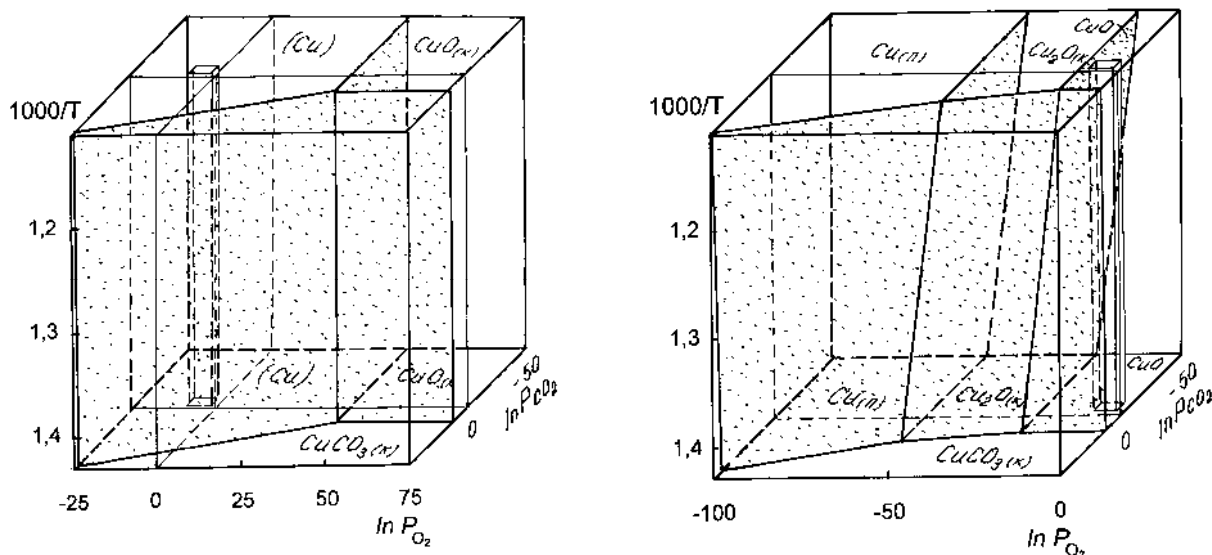 (Cu)
CuO(к)
1000/T
1,2
1,3
1,4
(Cu)
CuO(к
CuCO₃(к)
-50
ln PCO₂
0
-25 0 25 50 75
ln P O₂
Cu(п)
Cu₂O(к)
CuO
1000/T
1,2
1,3
1,4
Cu(п)
Cu₂O(к)
CuO
CuCO₃(к)
-50
ln PCO₂
0
-100 -50 0
ln P O₂